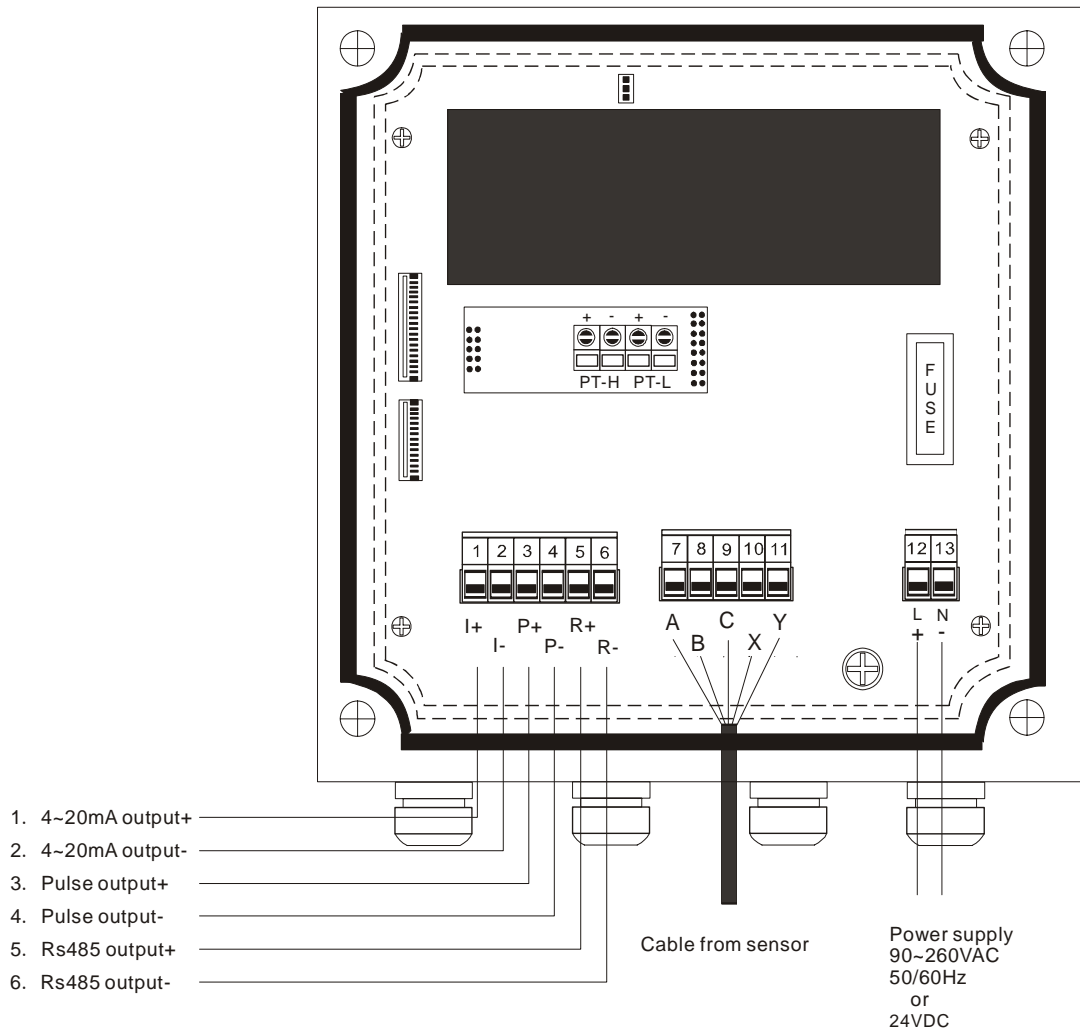 + - + -
PT-H PT-L
FUSE
1 2 3 4 5 6
7 8 9 10 11
12 13
I+ P+ R+
I- P- R-
A C Y
B X
L N
+ -
1. 4~20mA output+
2. 4~20mA output-
3. Pulse output+
4. Pulse output-
5. Rs485 output+
6. Rs485 output-
Cable from sensor
Power supply
90~260VAC
50/60Hz
or
24VDC